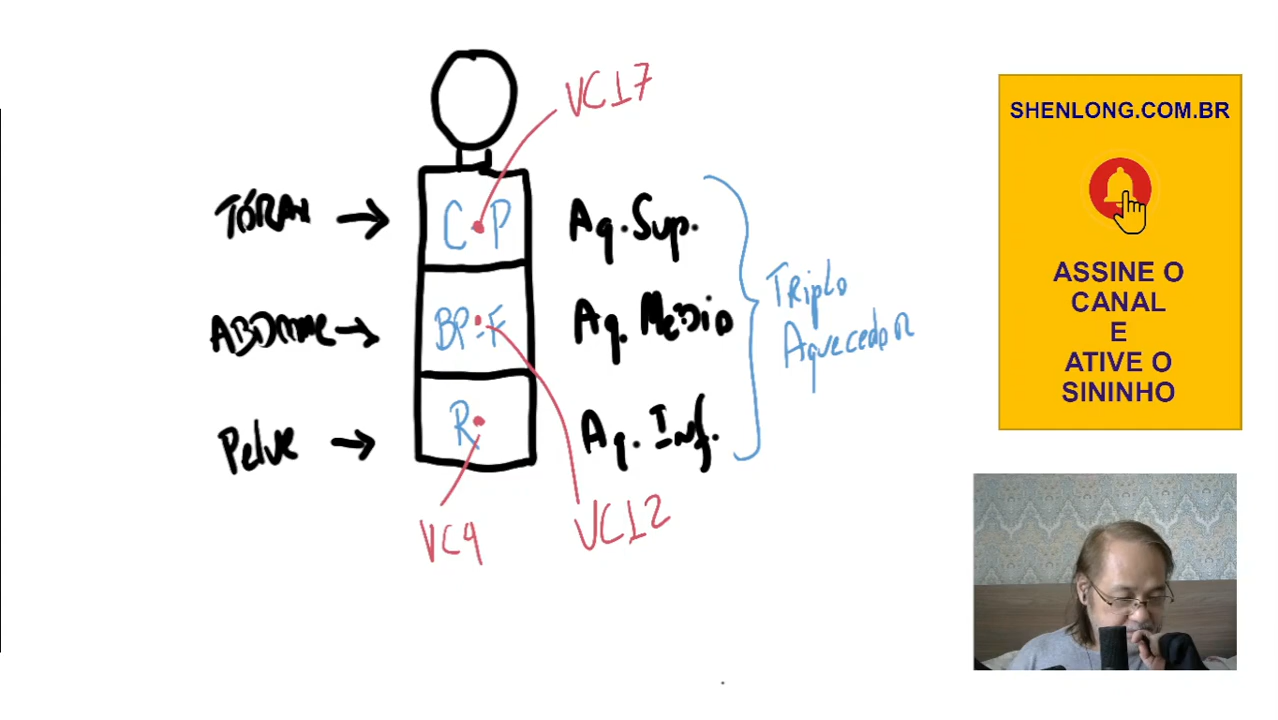 VC17
TÓRAX →
C P
Aq. Sup.
ABDOME →
BP F
Aq. Médio
Pelve →
R
Aq. Inf.
Triplo
Aquecedor
VC4
VC12
SHENLONG.COM.BR
ASSINE O
CANAL
E
ATIVE O
SININHO